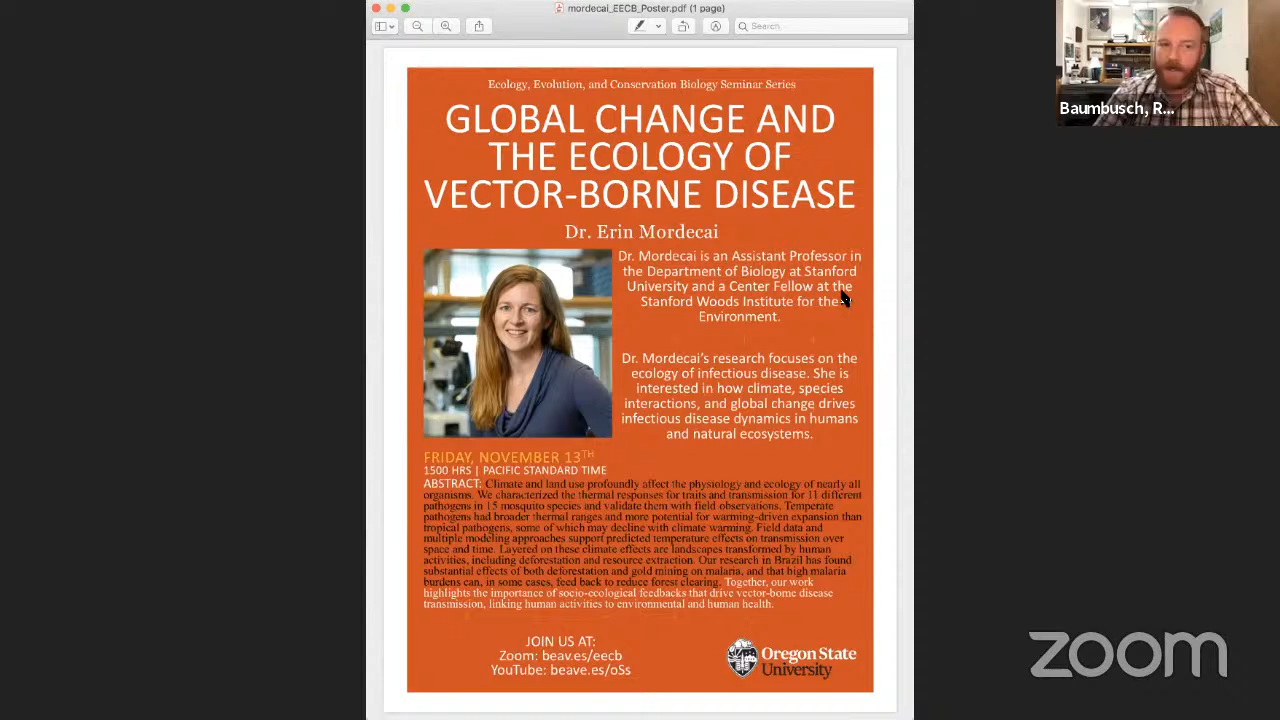 mordecai_EECB_Poster.pdf (1 page)
Search
Ecology, Evolution, and Conservation Biology Seminar Series
GLOBAL CHANGE AND
THE ECOLOGY OF
VECTOR-BORNE DISEASE
Dr. Erin Mordecai
Dr. Mordecai is an Assistant Professor in
the Department of Biology at Stanford
University and a Center Fellow at the
Stanford Woods Institute for the
Environment.
Dr. Mordecai's research focuses on the
ecology of infectious disease. She is
interested in how climate, species
interactions, and global change drives
infectious disease dynamics in humans
and natural ecosystems.
FRIDAY, NOVEMBER 13TH
1500 HRS | PACIFIC STANDARD TIME
ABSTRACT: Climate and land use profoundly affect the physiology and ecology of nearly all
organisms. We characterized the thermal responses for traits and transmission for 11 different
pathogens in 15 mosquito species and validate them with field observations. Temperate
pathogens had broader thermal ranges and more potential for warming-driven expansion than
tropical pathogens, some of which may decline with climate warming. Field data and
multiple modeling approaches support predicted temperature effects on transmission over
space and time. Layered on these climate effects are landscapes transformed by human
activities, including deforestation and resource extraction. Our research in Brazil has found
substantial effects of both deforestation and gold mining on malaria, and that high malaria
burdens can, in some cases, feed back to reduce forest clearing. Together, our work
highlights the importance of socio-ecological feedbacks that drive vector-borne disease
transmission, linking human activities to environmental and human health.
JOIN US AT:
Zoom: beav.es/eecb
YouTube: beave.es/oSs
Oregon State
University
Baumbusch, R...
zoom